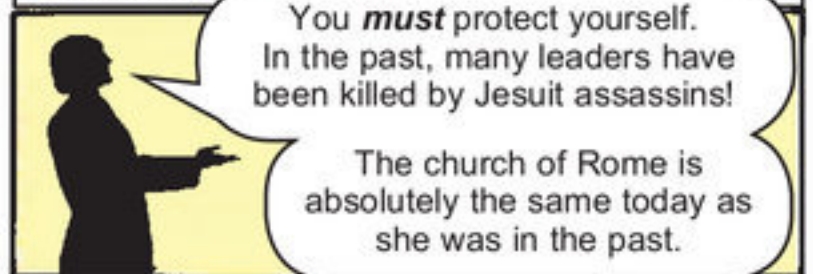 You must protect yourself.
In the past, many leaders have
been killed by Jesuit assassins!
The church of Rome is
absolutely the same today as
she was in the past.